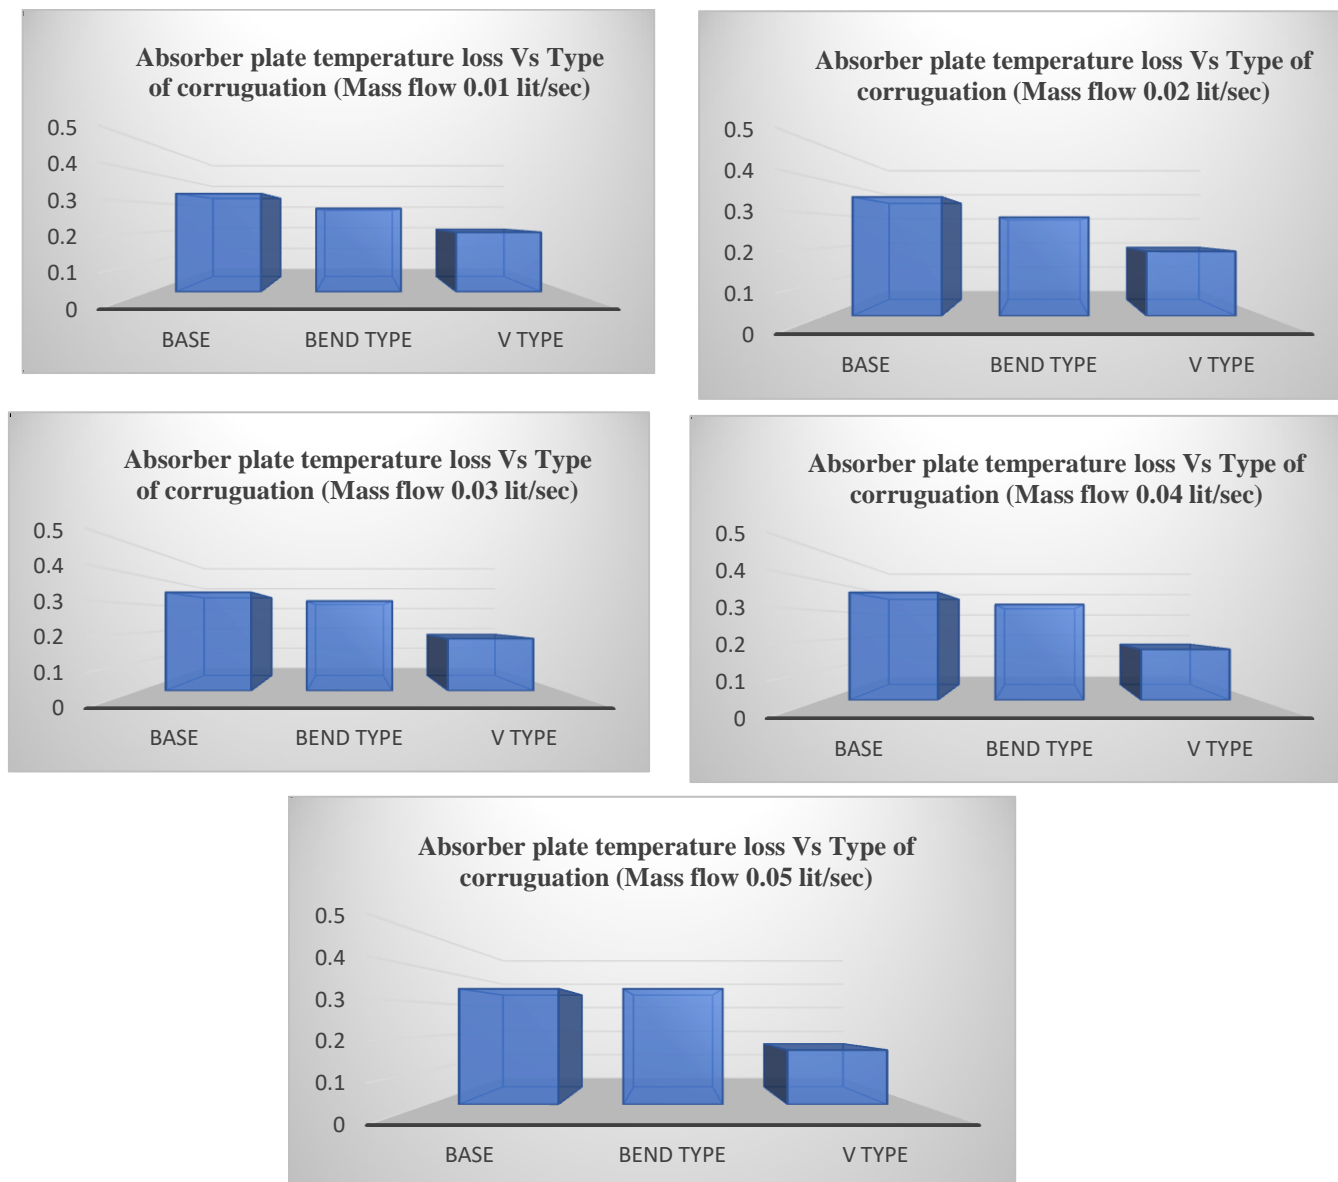 Absorber plate temperature loss Vs Type
of corruguation (Mass flow 0.01 lit/sec)
0.5
0.4
0.3
0.2
0.1
0
BASE BEND TYPE V TYPE
Absorber plate temperature loss Vs Type of
corruguation (Mass flow 0.02 lit/sec)
0.5
0.4
0.3
0.2
0.1
0
BASE BEND TYPE V TYPE
Absorber plate temperature loss Vs Type
of corruguation (Mass flow 0.03 lit/sec)
0.5
0.4
0.3
0.2
0.1
0
BASE BEND TYPE V TYPE
Absorber plate temperature loss Vs Type of
corruguation (Mass flow 0.04 lit/sec)
0.5
0.4
0.3
0.2
0.1
0
BASE BEND TYPE V TYPE
Absorber plate temperature loss Vs Type of
corruguation (Mass flow 0.05 lit/sec)
0.5
0.4
0.3
0.2
0.1
0
BASE BEND TYPE V TYPE